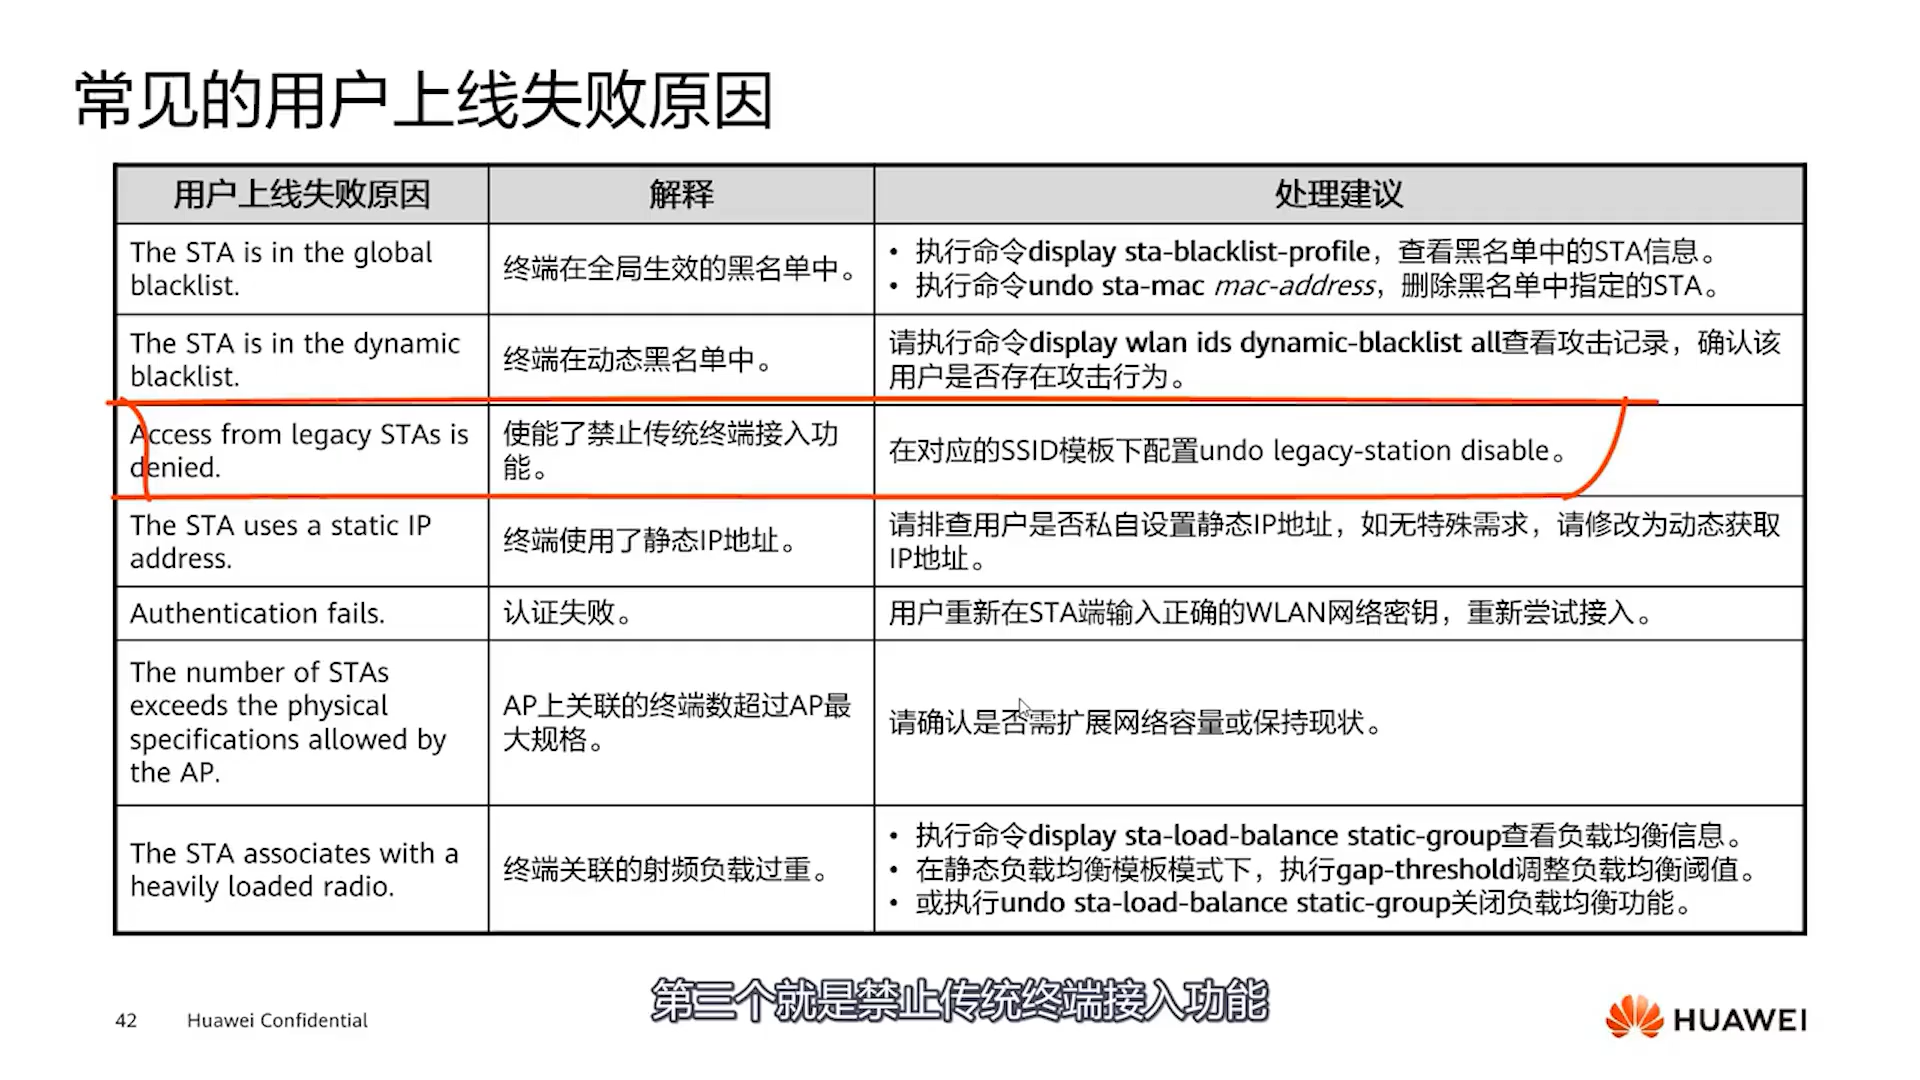 常见的用户上线失败原因
用户上线失败原因
解释
处理建议
The STA is in the global
blacklist.
终端在全局生效的黑名单中。
• 执行命令display sta-blacklist-profile，查看黑名单中的STA信息。
• 执行命令undo sta-mac mac-address，删除黑名单中指定的STA。
The STA is in the dynamic
blacklist.
终端在动态黑名单中。
请执行命令display wlan ids dynamic-blacklist all查看攻击记录，确认该
用户是否存在攻击行为。
Access from legacy STAs is
denied.
使能了禁止传统终端接入功
能。
在对应的SSID模板下配置undo legacy-station disable。
The STA uses a static IP
address.
终端使用了静态IP地址。
请排查用户是否私自设置静态IP地址，如无特殊需求，请修改为动态获取
IP地址。
Authentication fails.
认证失败。
用户重新在STA端输入正确的WLAN网络密钥，重新尝试接入。
The number of STAs
exceeds the physical
specifications allowed by
the AP.
AP上关联的终端数超过AP最
大规格。
请确认是否需扩展网络容量或保持现状。
The STA associates with a
heavily loaded radio.
终端关联的射频负载过重。
• 执行命令display sta-load-balance static-group查看负载均衡信息。
• 在静态负载均衡模板模式下，执行gap-threshold调整负载均衡阈值。
• 或执行undo sta-load-balance static-group关闭负载均衡功能。
第三个就是禁止传统终端接入功能
42
Huawei Confidential
HUAWEI